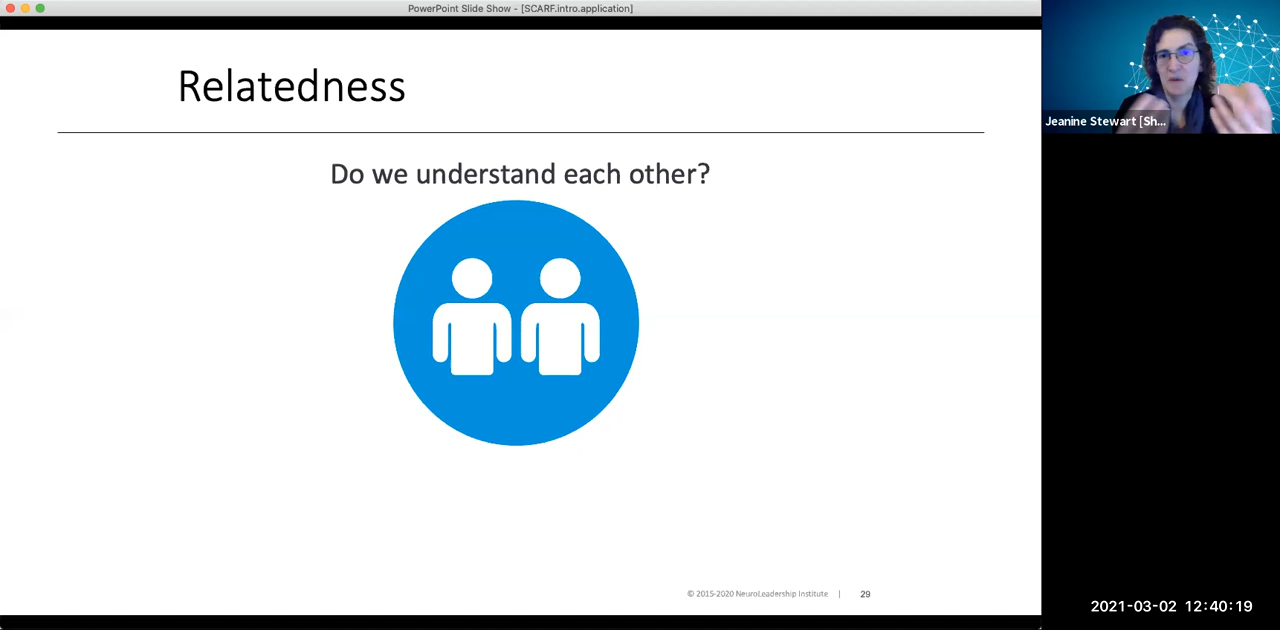 PowerPoint Slide Show - [SCARF.intro.application]
Relatedness
Do we understand each other?
Jeanine Stewart [Sh...
© 2015-2020 NeuroLeadership Institute | 29
2021-03-02 12:40:19